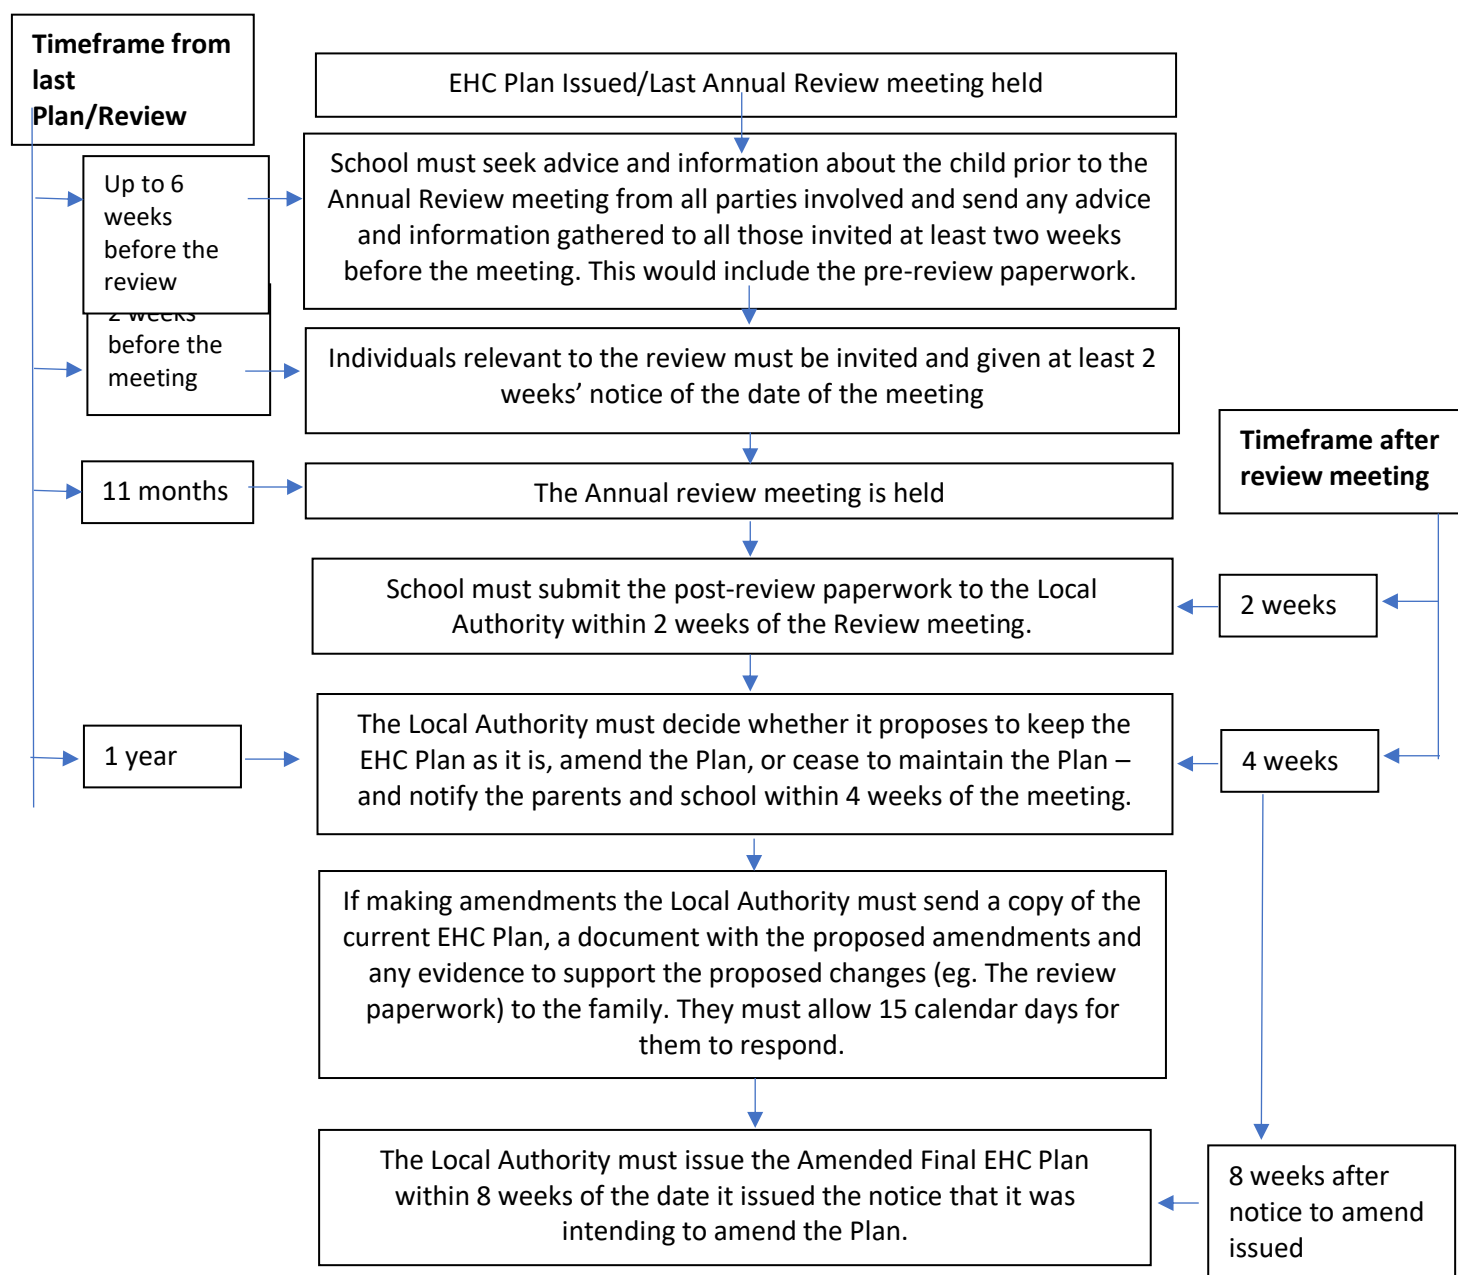 Timeframe from
last
Plan/Review
EHC Plan Issued/Last Annual Review meeting held
Up to 6
weeks
before the
review
School must seek advice and information about the child prior to the
Annual Review meeting from all parties involved and send any advice
and information gathered to all those invited at least two weeks
before the meeting. This would include the pre-review paperwork.
2 weeks
before the
meeting
Individuals relevant to the review must be invited and given at least 2
weeks’ notice of the date of the meeting
Timeframe after
review meeting
11 months
The Annual review meeting is held
School must submit the post-review paperwork to the Local
Authority within 2 weeks of the Review meeting.
2 weeks
1 year
The Local Authority must decide whether it proposes to keep the
EHC Plan as it is, amend the Plan, or cease to maintain the Plan –
and notify the parents and school within 4 weeks of the meeting.
4 weeks
If making amendments the Local Authority must send a copy of the
current EHC Plan, a document with the proposed amendments and
any evidence to support the proposed changes (eg. The review
paperwork) to the family. They must allow 15 calendar days for
them to respond.
The Local Authority must issue the Amended Final EHC Plan
within 8 weeks of the date it issued the notice that it was
intending to amend the Plan.
8 weeks after
notice to amend
issued